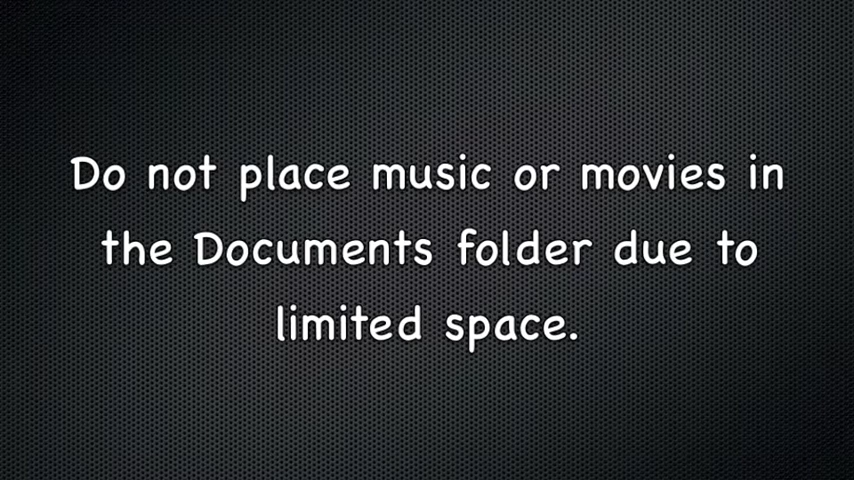 Do not place music or movies in
the Documents folder due to
limited space.